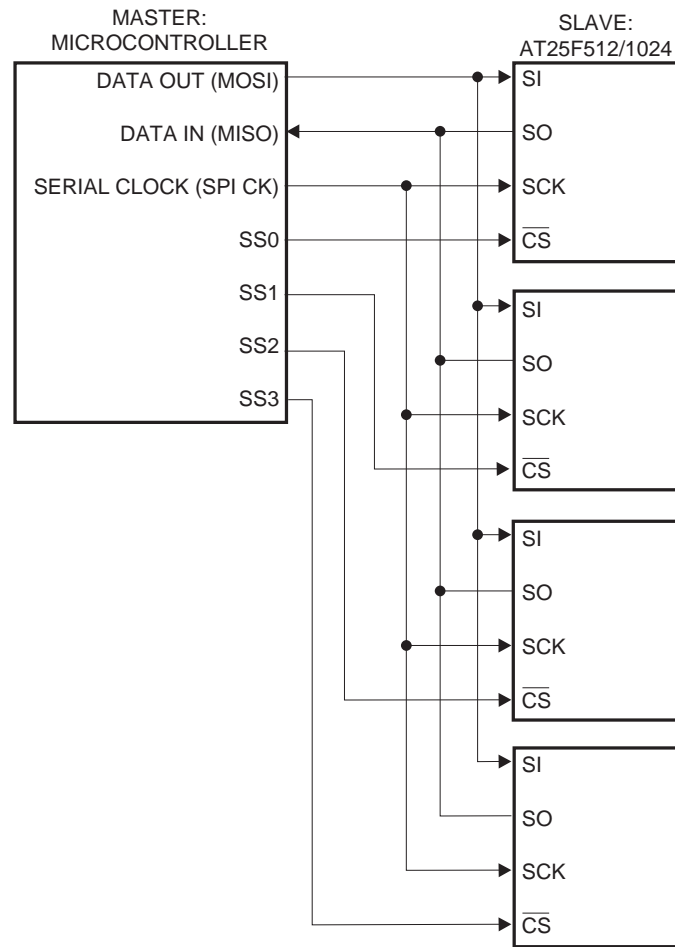 MASTER:
MICROCONTROLLER
DATA OUT (MOSI)
DATA IN (MISO)
SERIAL CLOCK (SPI CK)
SS0
SS1
SS2
SS3
SLAVE:
AT25F512/1024
SI
SO
SCK
CS
SI
SO
SCK
CS
SI
SO
SCK
CS
SI
SO
SCK
CS